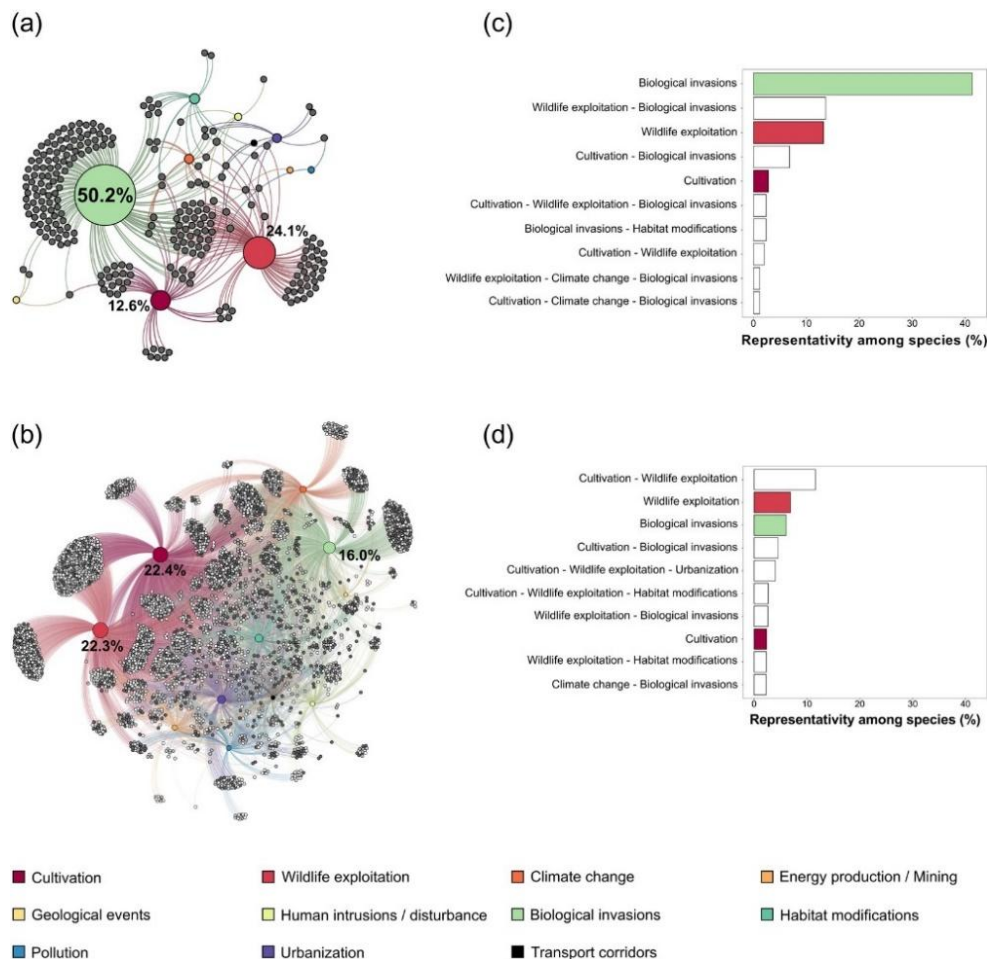 (a)
50.2%
24.1%
12.6%
(c)
Biological invasions
Wildlife exploitation - Biological invasions
Wildlife exploitation
Cultivation - Biological invasions
Cultivation
Cultivation - Wildlife exploitation - Biological invasions
Biological invasions - Habitat modifications
Cultivation - Wildlife exploitation
Wildlife exploitation - Climate change - Biological invasions
Cultivation - Climate change - Biological invasions
0 10 20 30 40
Representativity among species (%)
(b)
16.0%
22.4%
22.3%
(d)
Cultivation - Wildlife exploitation
Wildlife exploitation
Biological invasions
Cultivation - Biological invasions
Cultivation - Wildlife exploitation - Urbanization
Cultivation - Wildlife exploitation - Habitat modifications
Wildlife exploitation - Biological invasions
Cultivation
Wildlife exploitation - Habitat modifications
Climate change - Biological invasions
0 10 20 30 40
Representativity among species (%)
Cultivation Wildlife exploitation Climate change Energy production / Mining
Geological events Human intrusions / disturbance Biological invasions Habitat modifications
Pollution Urbanization Transport corridors